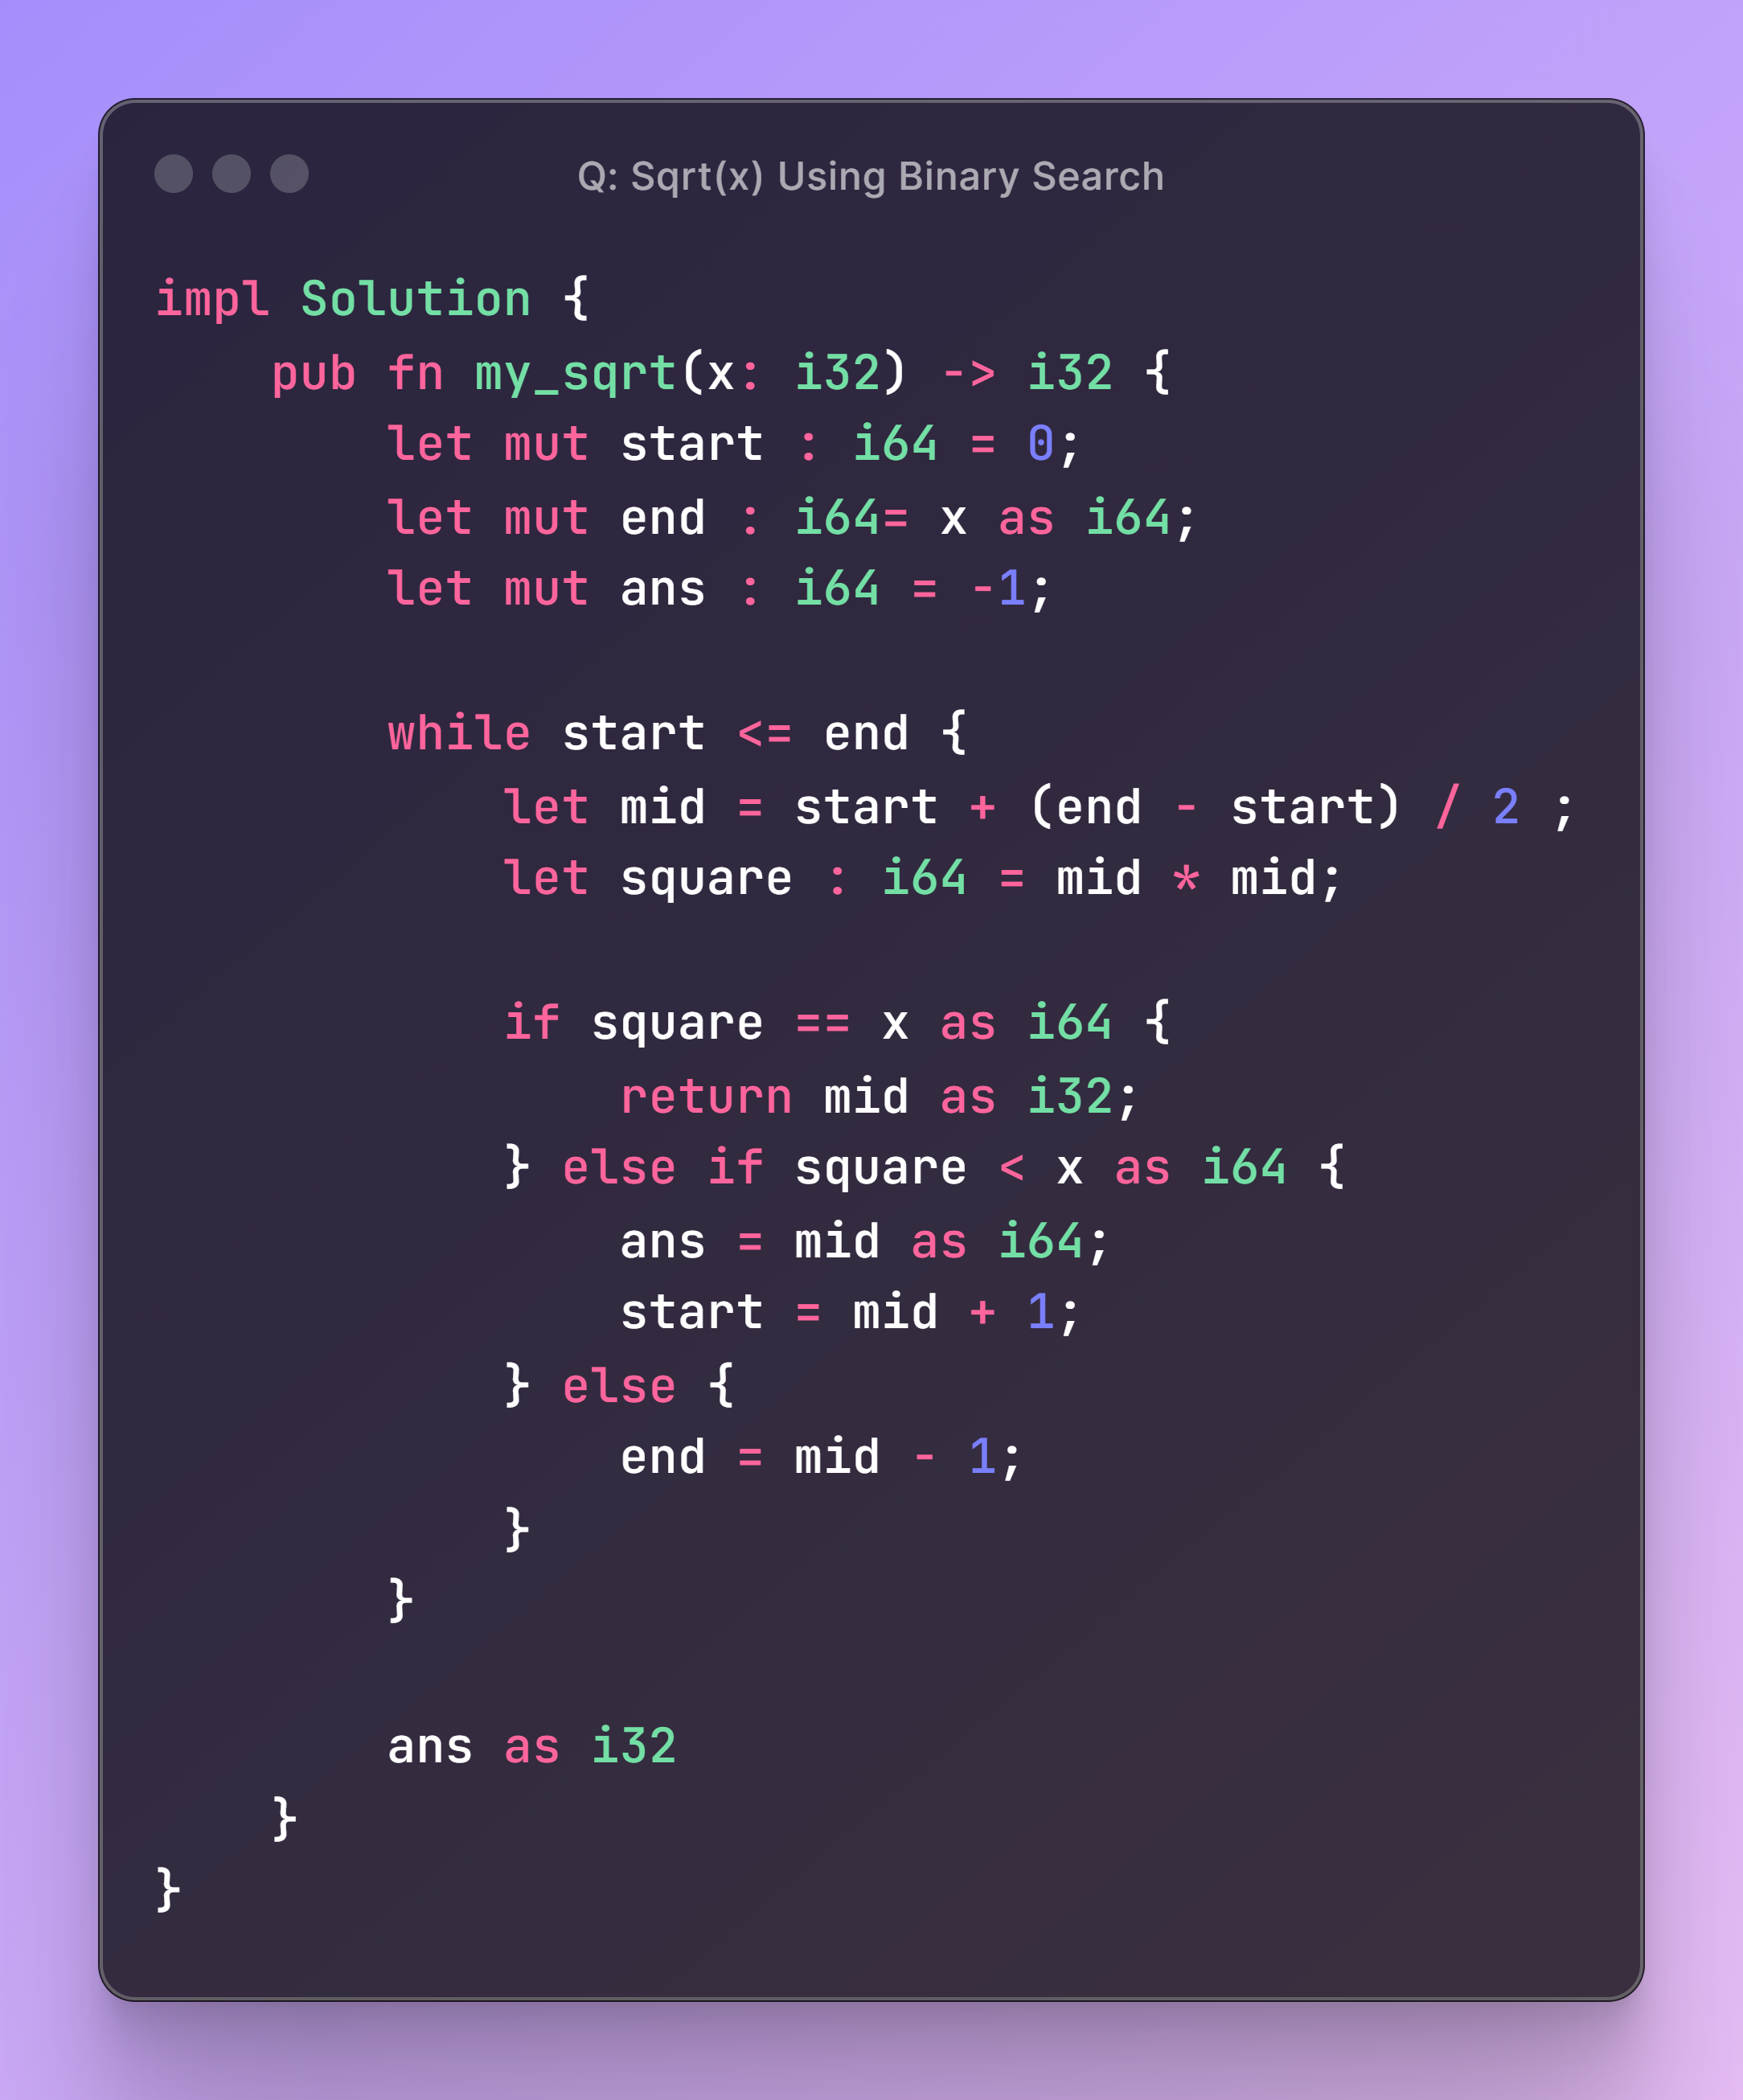 Q: Sqrt(x) Using Binary Search
impl Solution {
    pub fn my_sqrt(x: i32) -> i32 {
        let mut start : i64 = 0;
        let mut end : i64= x as i64;
        let mut ans : i64 = -1;

        while start <= end {
            let mid = start + (end - start) / 2 ;
            let square : i64 = mid * mid;

            if square == x as i64 {
                return mid as i32;
            } else if square < x as i64 {
                ans = mid as i64;
                start = mid + 1;
            } else {
                end = mid - 1;
            }
        }

        ans as i32
    }
}